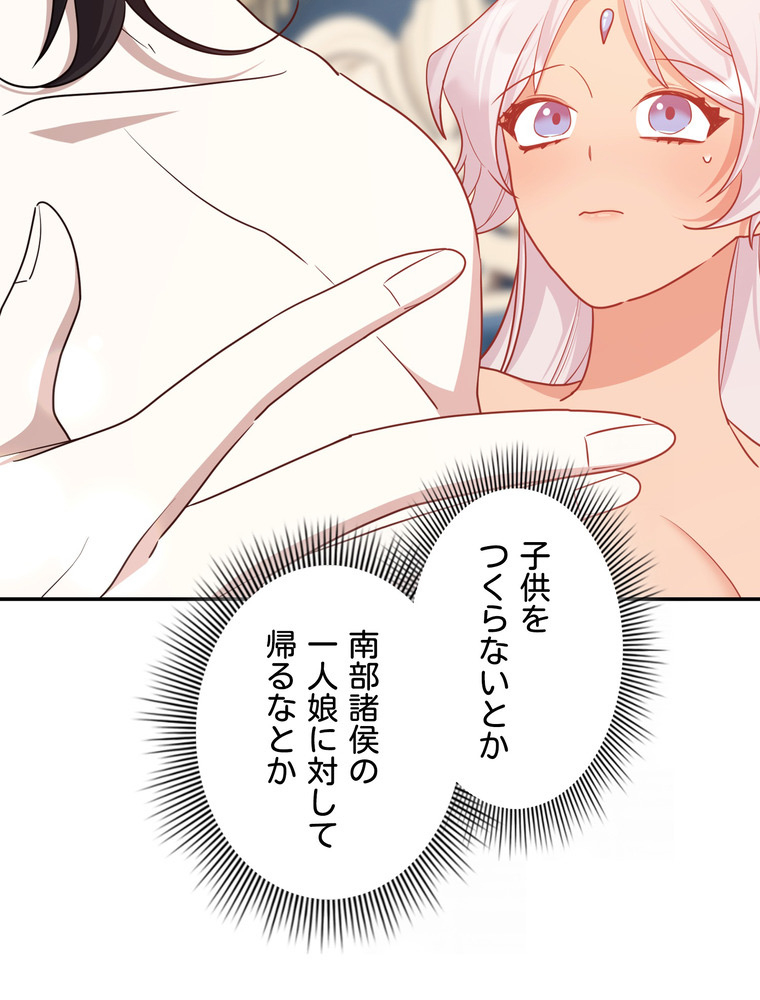 子供を
つくらないとか
南部諸侯の
一人娘に対して
帰るなとか